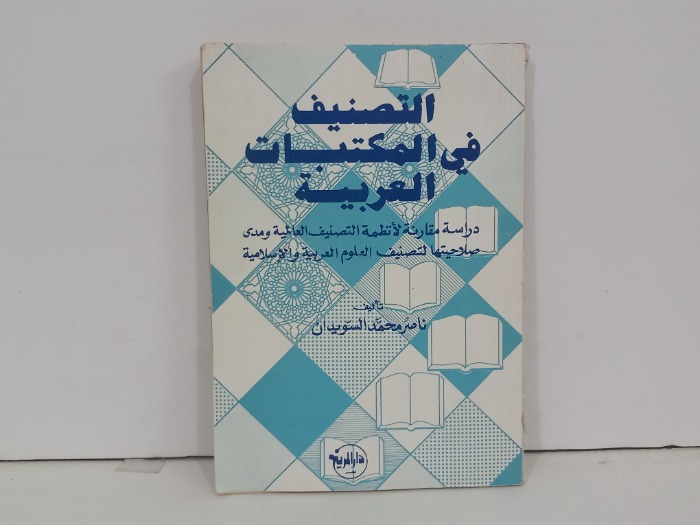 التصنيف
في المكتبات
العربية
دراسة مقارنة لأنظمة التصنيف العالمية ومدى
صلاحيتها لتصنيف العلوم العربية والإسلامية
تأليف
ناصر محمد السويدان
دار المريخ